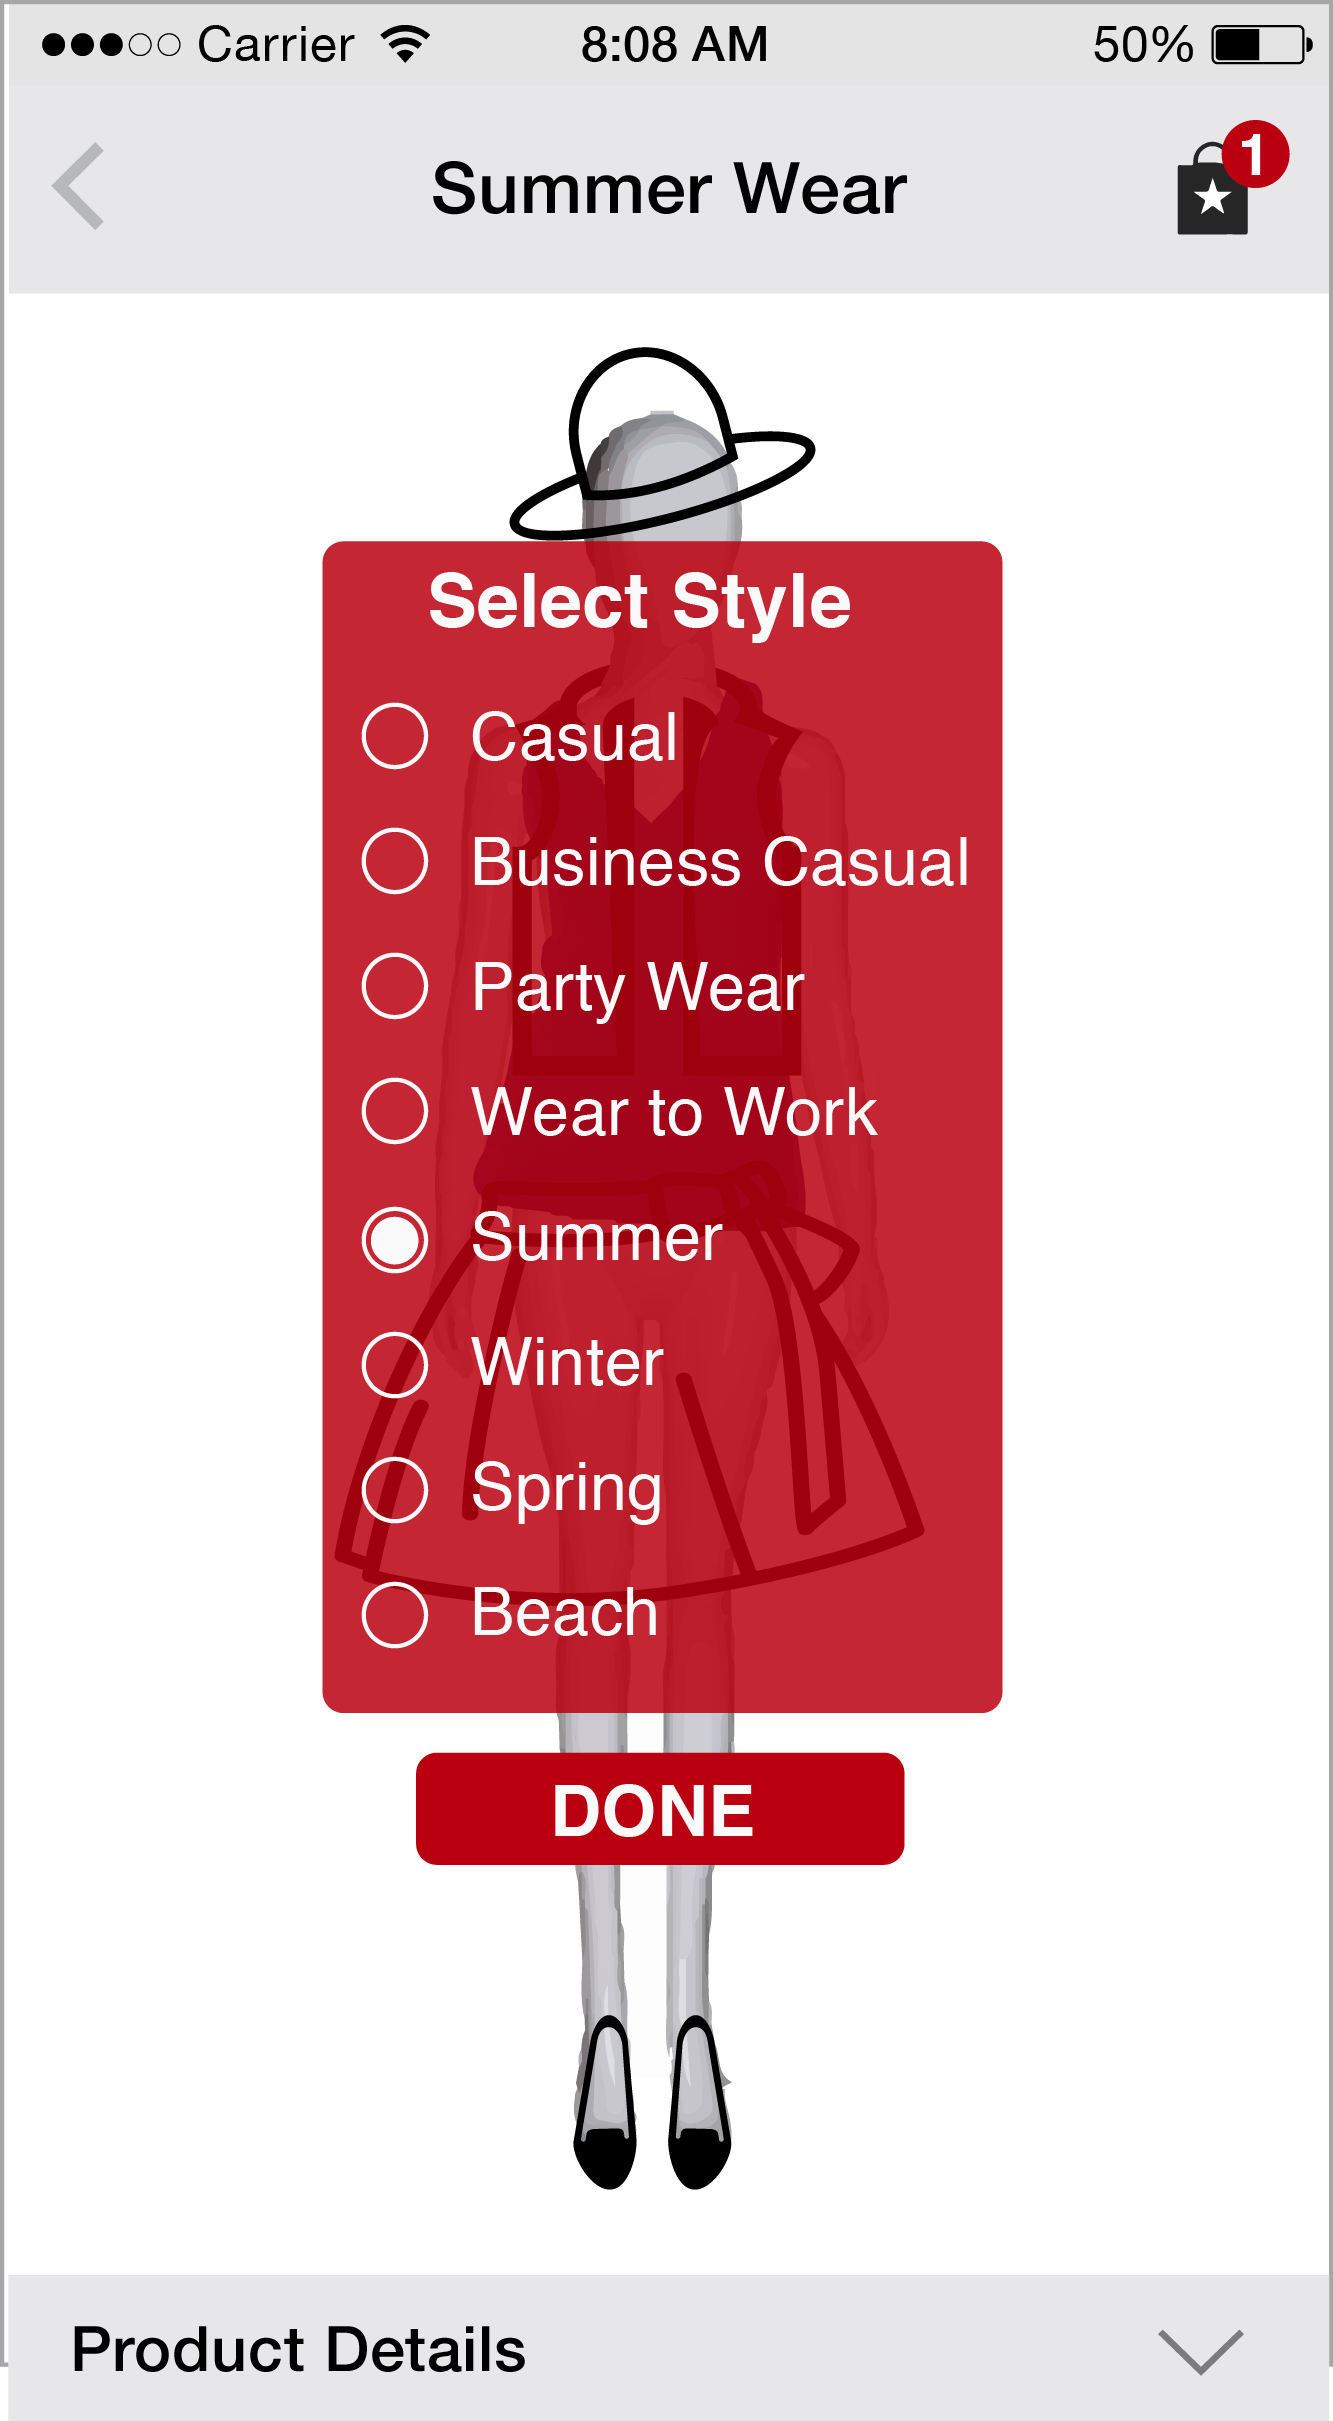 Carrier 8:08 AM 50%
Summer Wear
1
Select Style
Casual
Business Casual
Party Wear
Wear to Work
Summer
Winter
Spring
Beach
DONE
Product Details